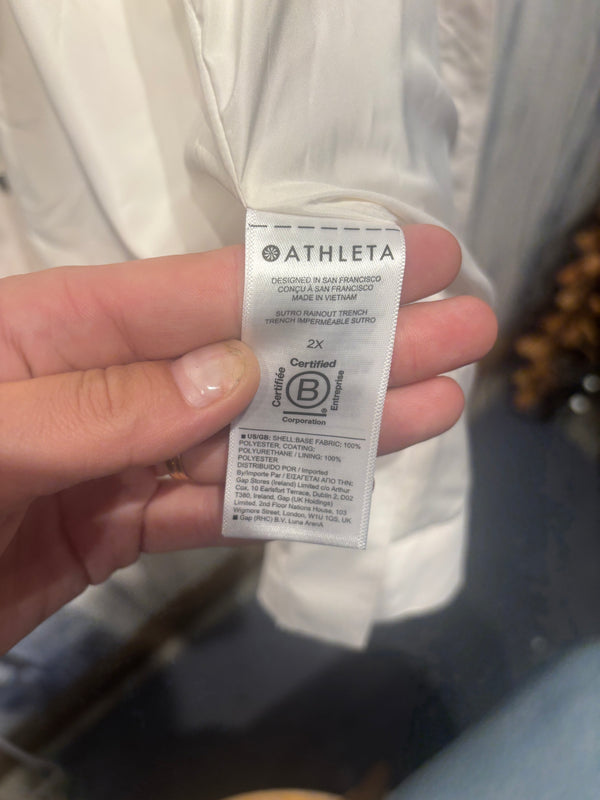 ATHLETA
DESIGNED IN SAN FRANCISCO
CONÇU À SAN FRANCISCO
MADE IN VIETNAM
SUTRO RAINOUT TRENCH
TRENCH IMPERMÉABLE SUTRO
2X
Certified
Certifiée
B
Entreprise
®
Corporation
■ US/GB: SHELL:BASE FABRIC; 100%
POLYESTER, COATING;
POLYURETHANE / LINING: 100%
POLYESTER
DISTRIBUIDO POR / Imported
By/Importe Par / ΕΙΣΑΓΕΤΑΙ ΑΠΟ ΤΗΝ:
Gap Stores (Ireland) Limited c/o Arthur
Cox, 10 Earlsfort Terrace, Dublin 2, D02
T380, Ireland, Gap (UK Holdings)
Limited, 2nd Floor Nations House, 103
Wigmore Street, London, W1U 1QS, UK
■ Gap (RHC) B.V. Luna ArenA